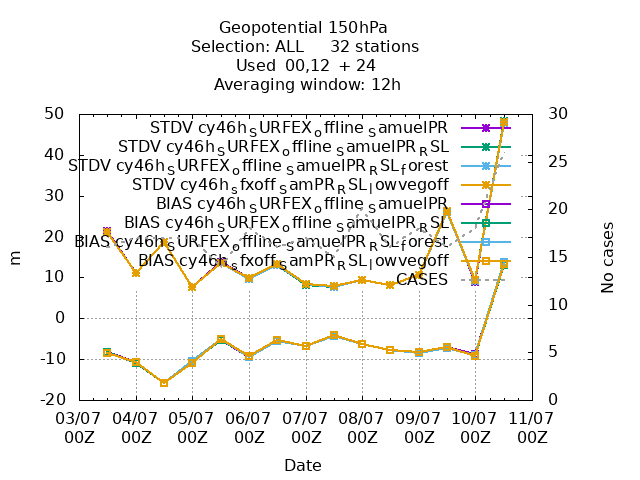 Geopotential 150hPa
Selection: ALL 32 stations
Used 00,12 + 24
Averaging window: 12h
50 30
STDV cy46h_SURFEX_offline_SamuelPR
STDV cy46h_SURFEX_offline_SamuelPR_RSL
40 25
STDV cy46h_SURFEX_offline_SamuelPR_RSL_forest
STDV cy46h_sfxoff_SamPR_RSL_lowvegoff
30 20
BIAS cy46h_SURFEX_offline_SamuelPR
BIAS cy46h_SURFEX_offline_SamuelPR_RSL
20 15
BIAS cy46h_SURFEX_offline_SamuelPR_RSL_forest
BIAS cy46h_sfxoff_SamPR_RSL_lowvegoff
CASES
10 10
0
-10 5
-20 0
m
No cases
03/07 04/07 05/07 06/07 07/07 08/07 09/07 10/07 11/07
00Z 00Z 00Z 00Z 00Z 00Z 00Z 00Z 00Z
Date